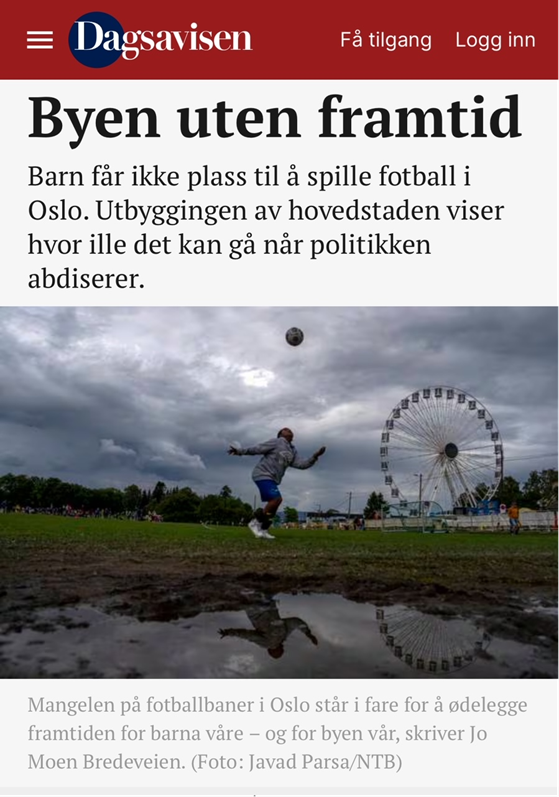 Dagsavisen
Få tilgang
Logg inn
Byen uten framtid
Barn får ikke plass til å spille fotball i
Oslo. Utbyggingen av hovedstaden viser
hvor ille det kan gå når politikken
abdiserer.
Mangelen på fotballbaner i Oslo står i fare for å ødelegge
framtiden for barna våre – og for byen vår, skriver Jo
Moen Bredeveien. (Foto: Javad Parsa/NTB)